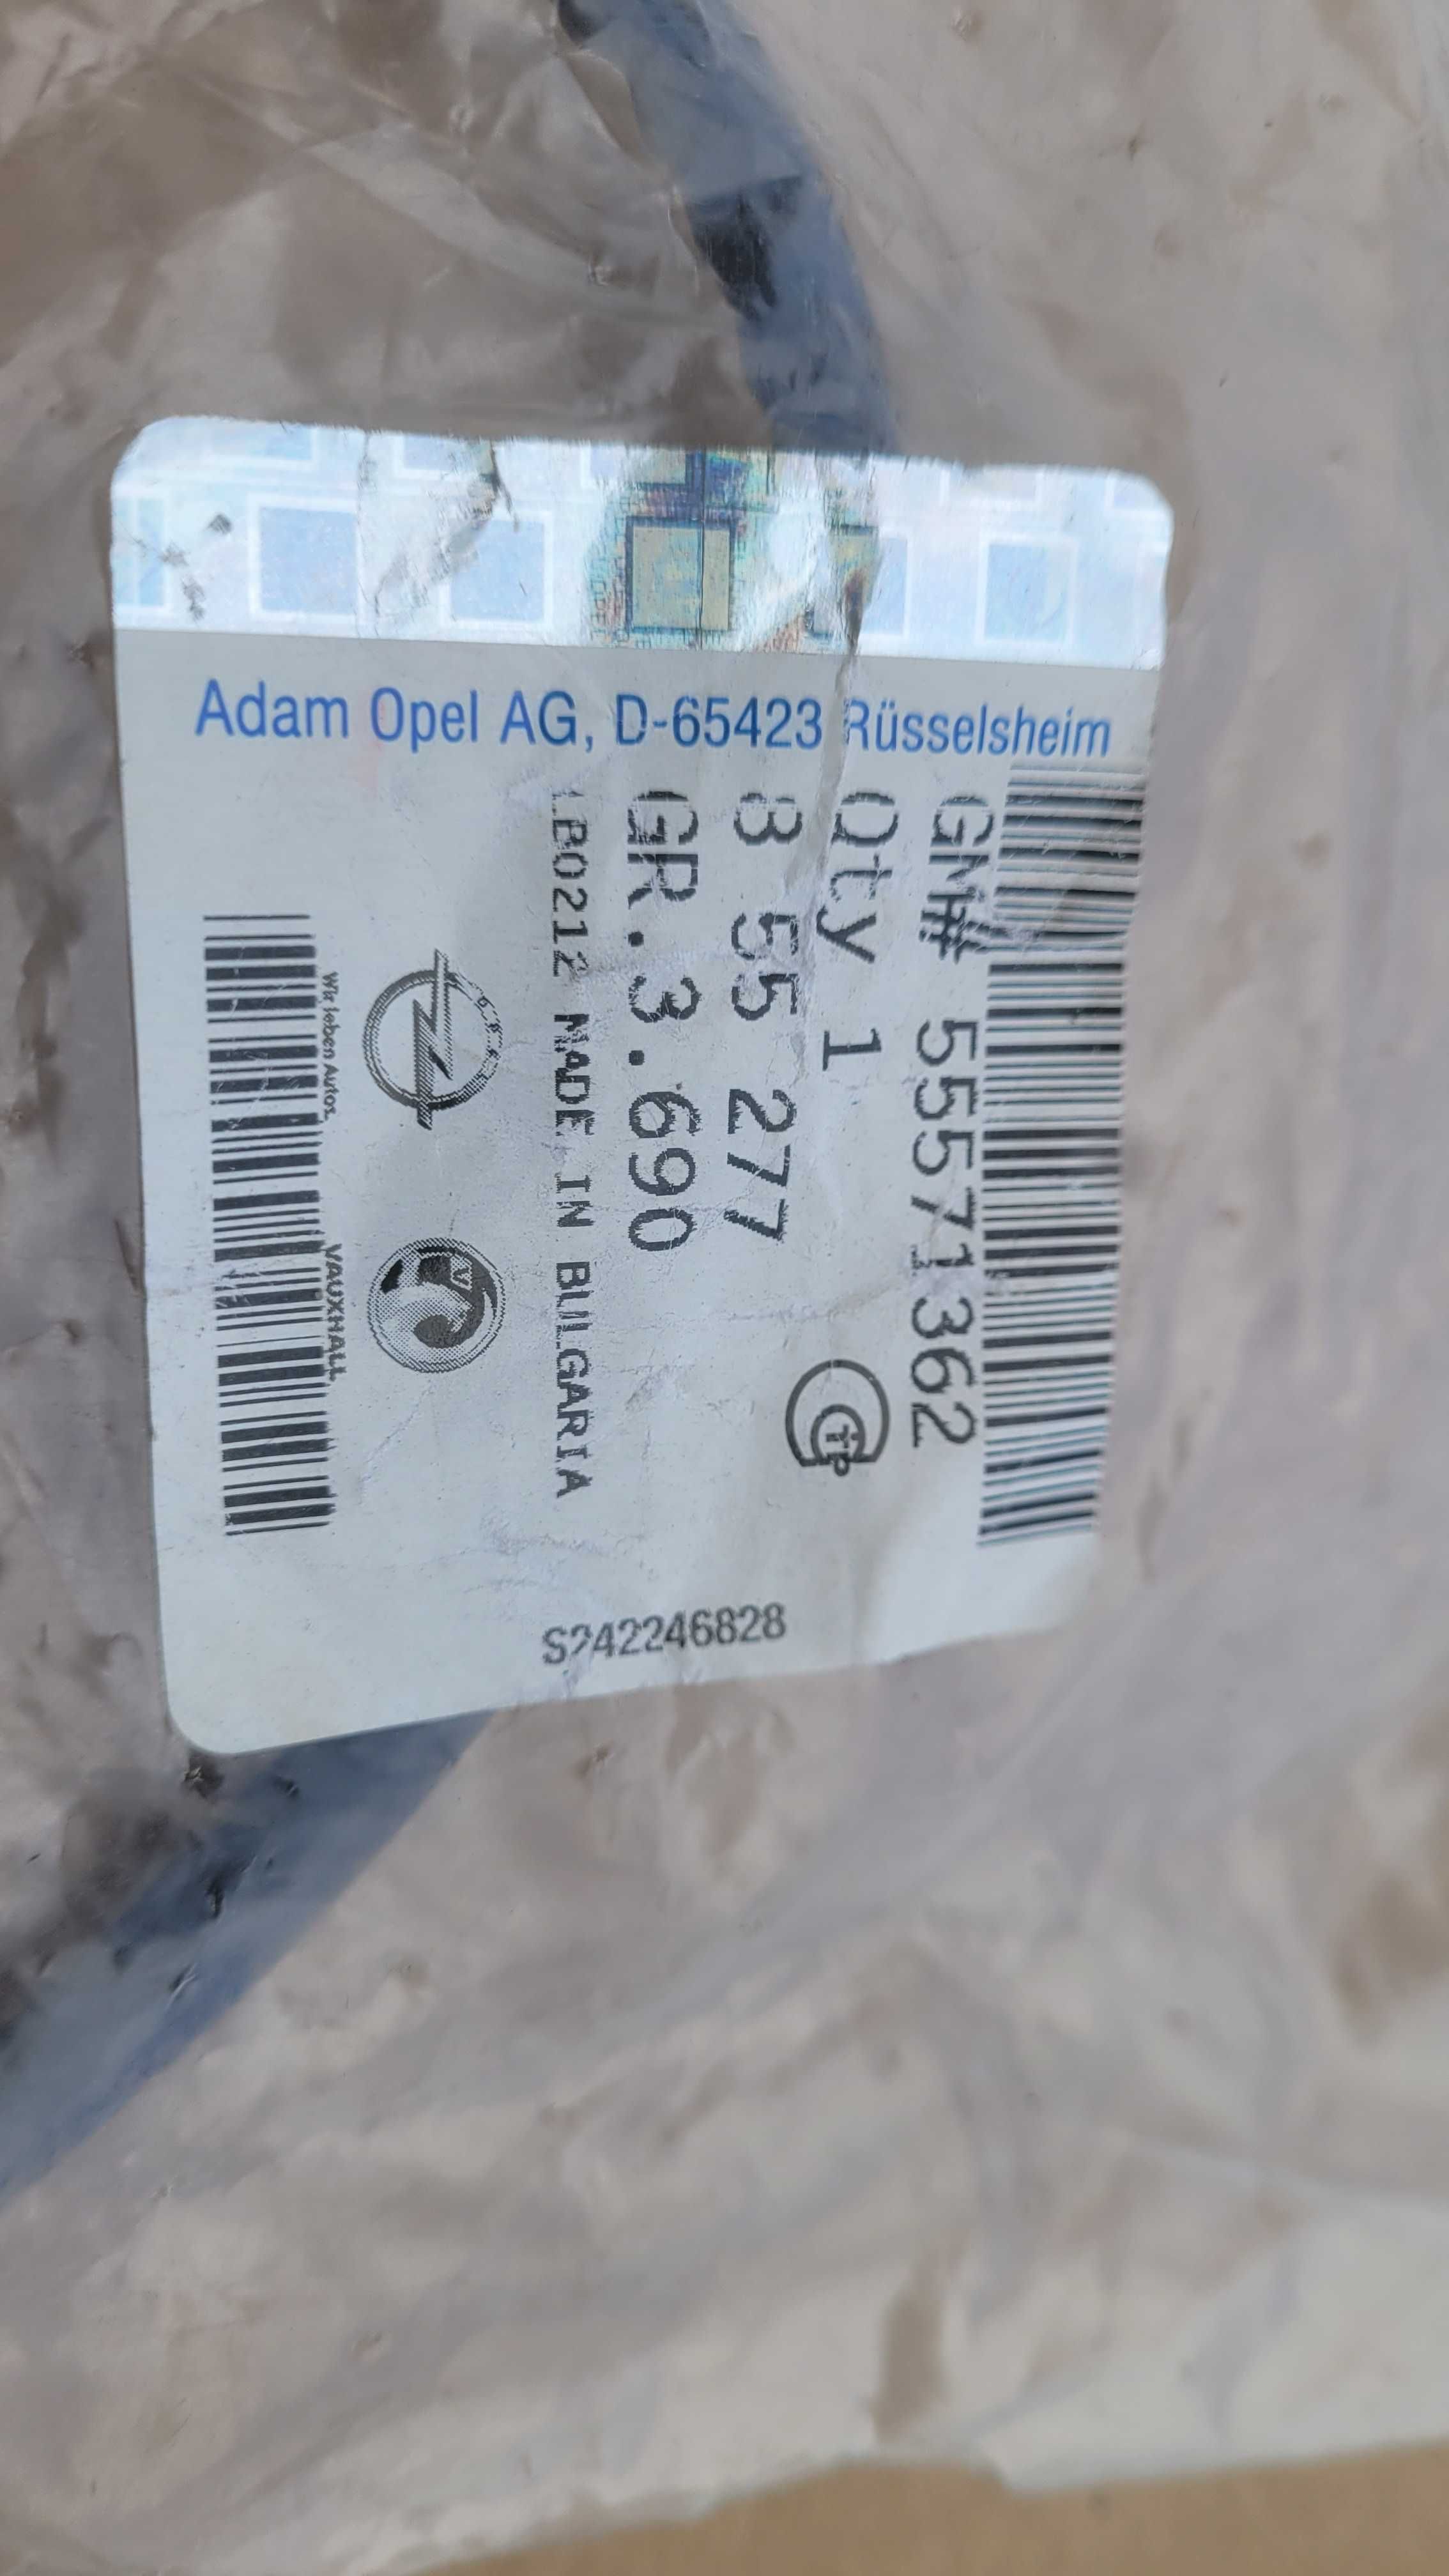 Adam Opel AG, D-65423 Rüsselsheim
GM# 55571362
Qty 1
8 55 277
GR.3.690
LB0212 MADE IN BULGARIA
Wir leben Autos.
VAUXHALL
S242246828